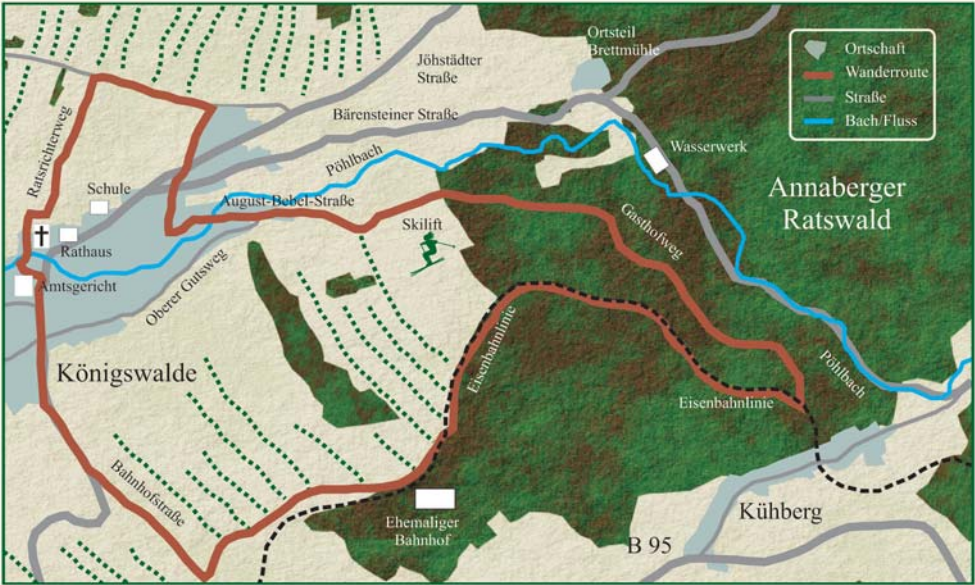 Ortsteil
Brettmühle
Jöhstädter
Straße
Ortschaft
Wanderroute
Straße
Bach/Fluss
Bärensteiner Straße
Ratsrichterweg
Pöhlbach
Wasserwerk
Schule
August-Bebel-Straße
Annaberger
Ratswald
Skilift
Gasthofweg
Rathaus
Amtsgericht
Oberer Gutsweg
Königswalde
Eisenbahnlinie
Pöhlbach
Eisenbahnlinie
Bahnhofstraße
Ehemaliger
Bahnhof
Kühberg
B 95